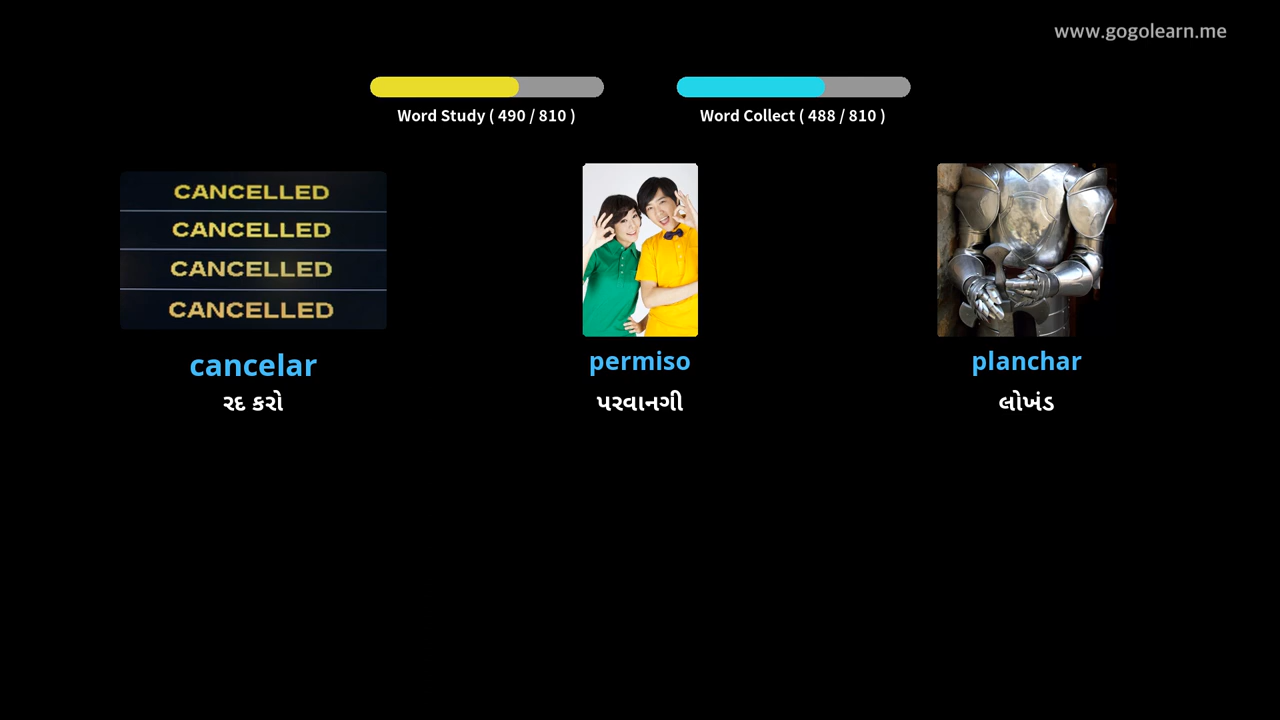 www.gogolearn.me
Word Study ( 490 / 810 )
Word Collect ( 488 / 810 )
CANCELLED
CANCELLED
CANCELLED
CANCELLED
cancelar
permiso
planchar
રદ કરો
પરવાનગી
લોખંડ